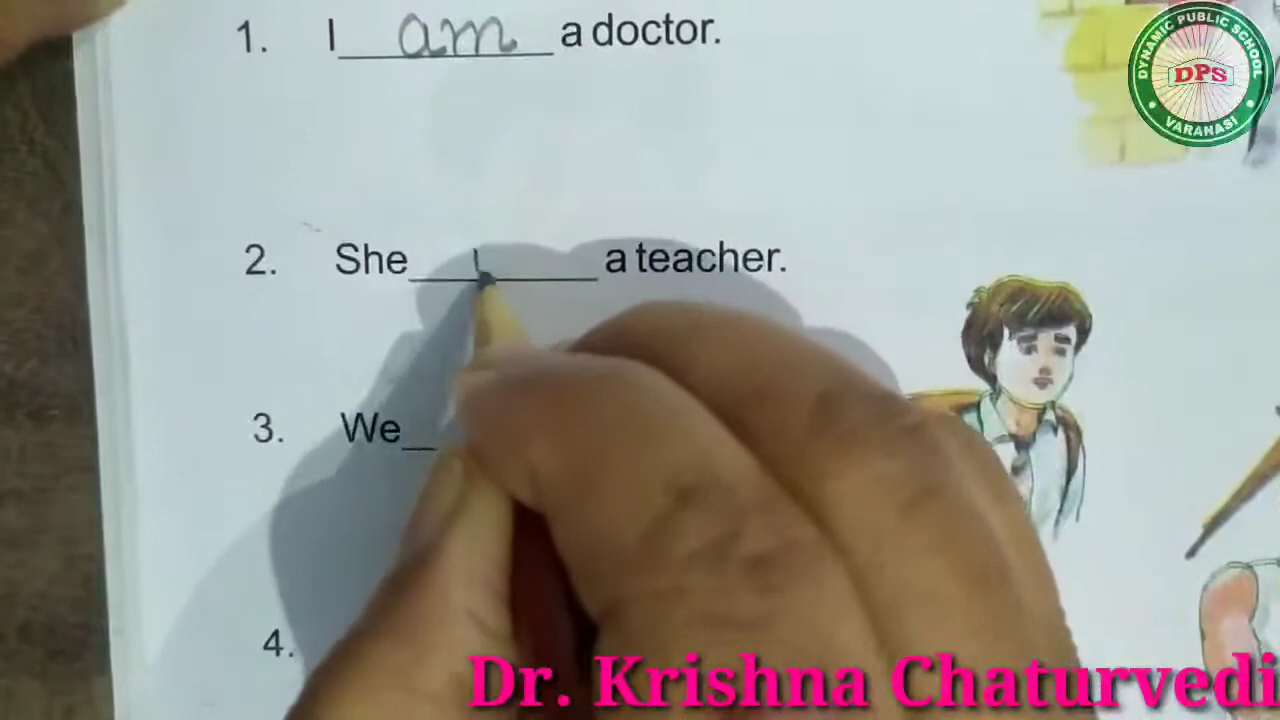 1. I am a doctor.
DYNAMIC PUBLIC SCHOOL
DPS
VARANASI
2. She ı a teacher.
3. We
4.
Dr. Krishna Chaturvedi